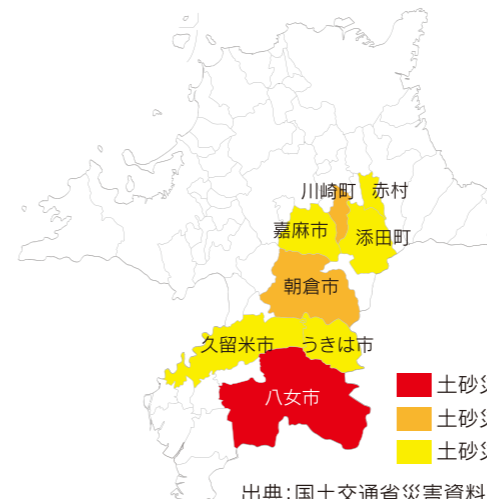 川崎町
赤村
嘉麻市
添田町
朝倉市
久留米市
うきは市
八女市
土砂
土砂
土砂
出典：国土交通省災害資料